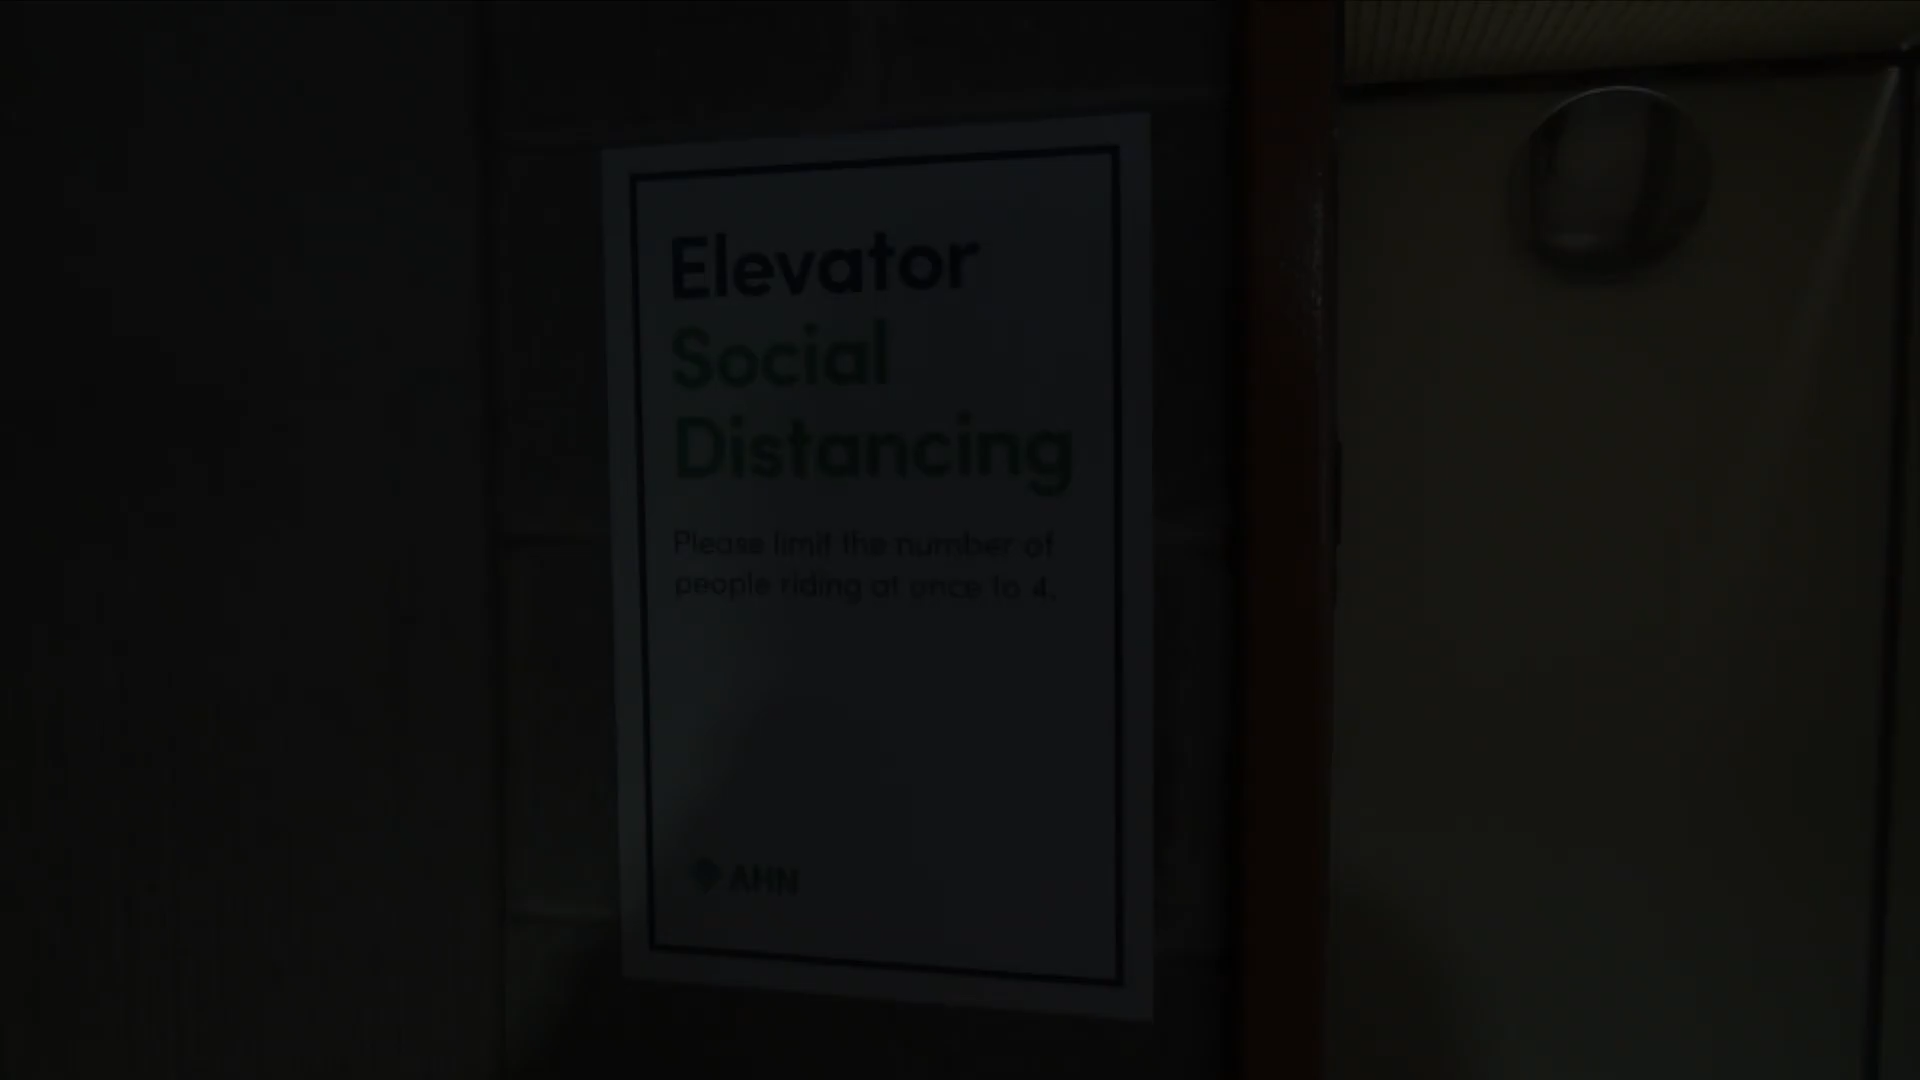 Elevator
Social
Distancing
Please limit the number of
people riding at once to 4.
AHN